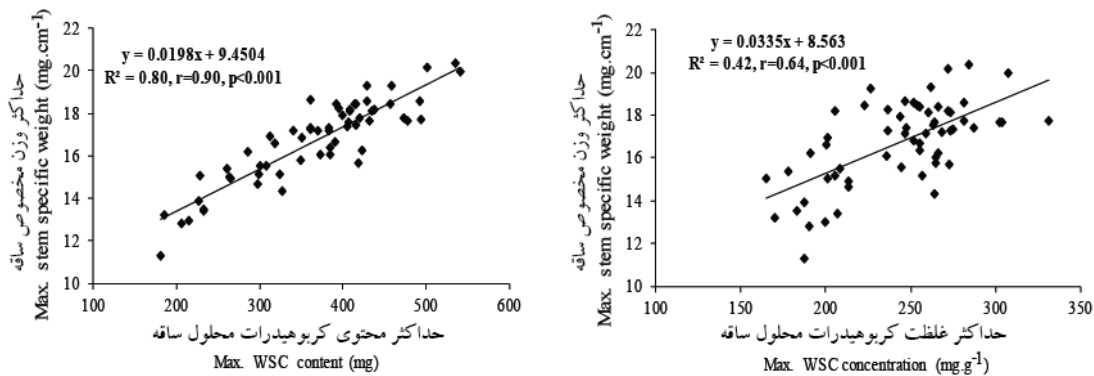 حداکثر وزن مخصوص ساقه
Max. stem specific weight (mg.cm⁻¹)
y = 0.0198x + 9.4504
R² = 0.80, r=0.90, p<0.001
22
20
18
16
14
12
10
100 200 300 400 500 600
حداکثر محتوی کربوهیدرات محلول ساقه
Max. WSC content (mg)
حداکثر وزن مخصوص ساقه
Max. stem specific weight (mg.cm⁻¹)
y = 0.0335x + 8.563
R² = 0.42, r=0.64, p<0.001
22
20
18
16
14
12
10
100 150 200 250 300 350
حداکثر غلظت کربوهیدرات محلول ساقه
Max. WSC concentration (mg.g⁻¹)